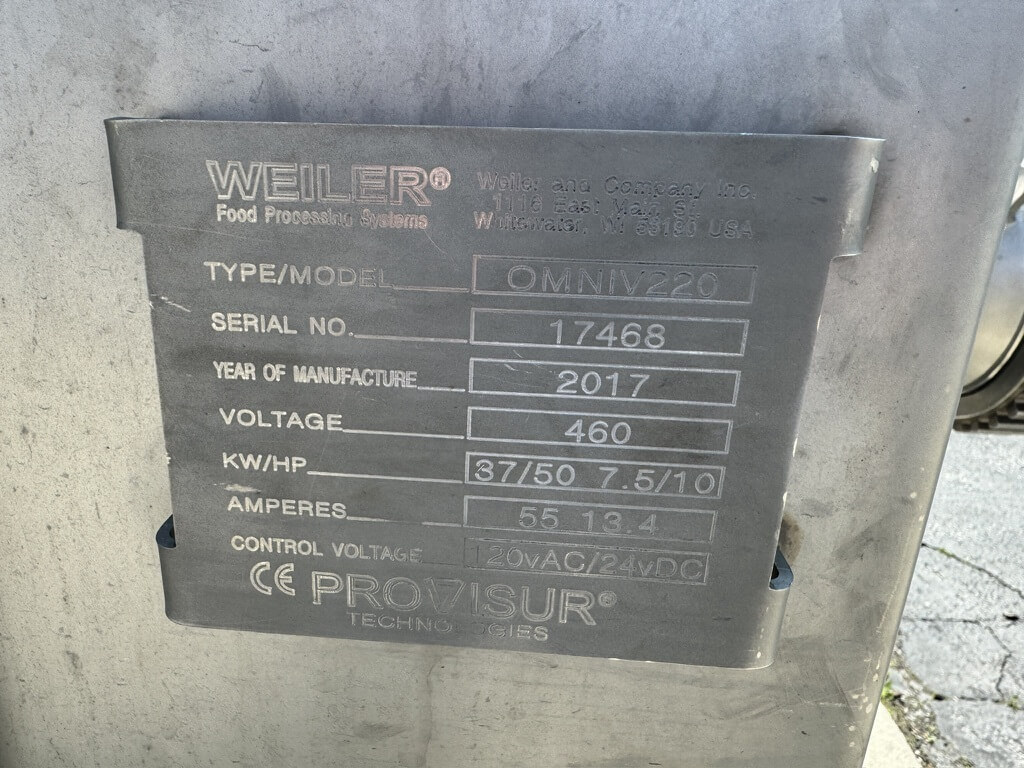 WEILER®
Food Processing Systems
Weiler and Company Inc.
1116 East Main St.
Whitewater, WI 53190 USA
TYPE/MODEL OMNIV220
SERIAL NO. 17468
YEAR OF MANUFACTURE 2017
VOLTAGE 460
KW/HP 37/50 7.5/10
AMPERES 55 13.4
CONTROL VOLTAGE 120vAC/24vDC
CE PROVISUR®
TECHNOLOGIES